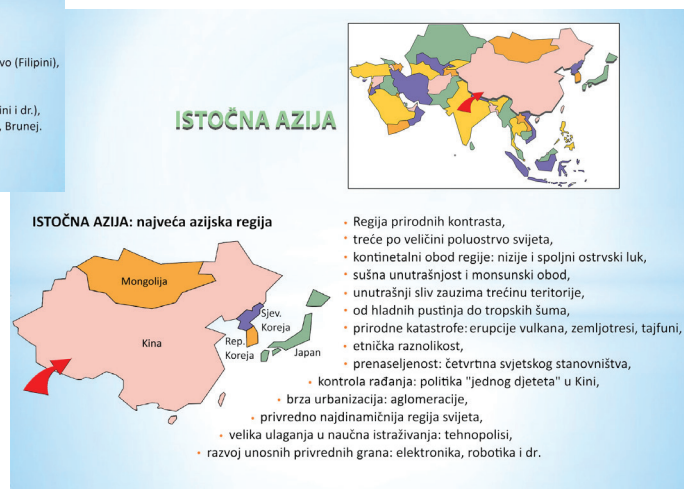 vo (Filipini),
ni i dr.),
, Brunej.
ISTOČNA AZIJA
ISTOČNA AZIJA: najveća azijska regija
Mongolija
Kina
Sjev.
Koreja
Rep.
Koreja
Japan
• Regija prirodnih kontrasta,
• treće po veličini poluostrvo svijeta,
• kontinetalni obod regije: nizije i spoljni ostrvski luk,
• sušna unutrašnjost i monsunski obod,
• unutrašnji sliv zauzima trećinu teritorije,
• od hladnih pustinja do tropskih šuma,
• prirodne katastrofe: erupcije vulkana, zemljotresi, tajfuni,
• etnička raznolikost,
• prenaseljenost: četvrtina svjetskog stanovništva,
• kontrola rađanja: politika "jednog djeteta" u Kini,
• brza urbanizacija: aglomeracije,
• privredno najdinamičnija regija svijeta,
• velika ulaganja u naučna istraživanja: tehnopolisi,
• razvoj unosnih privrednih grana: elektronika, robotika i dr.